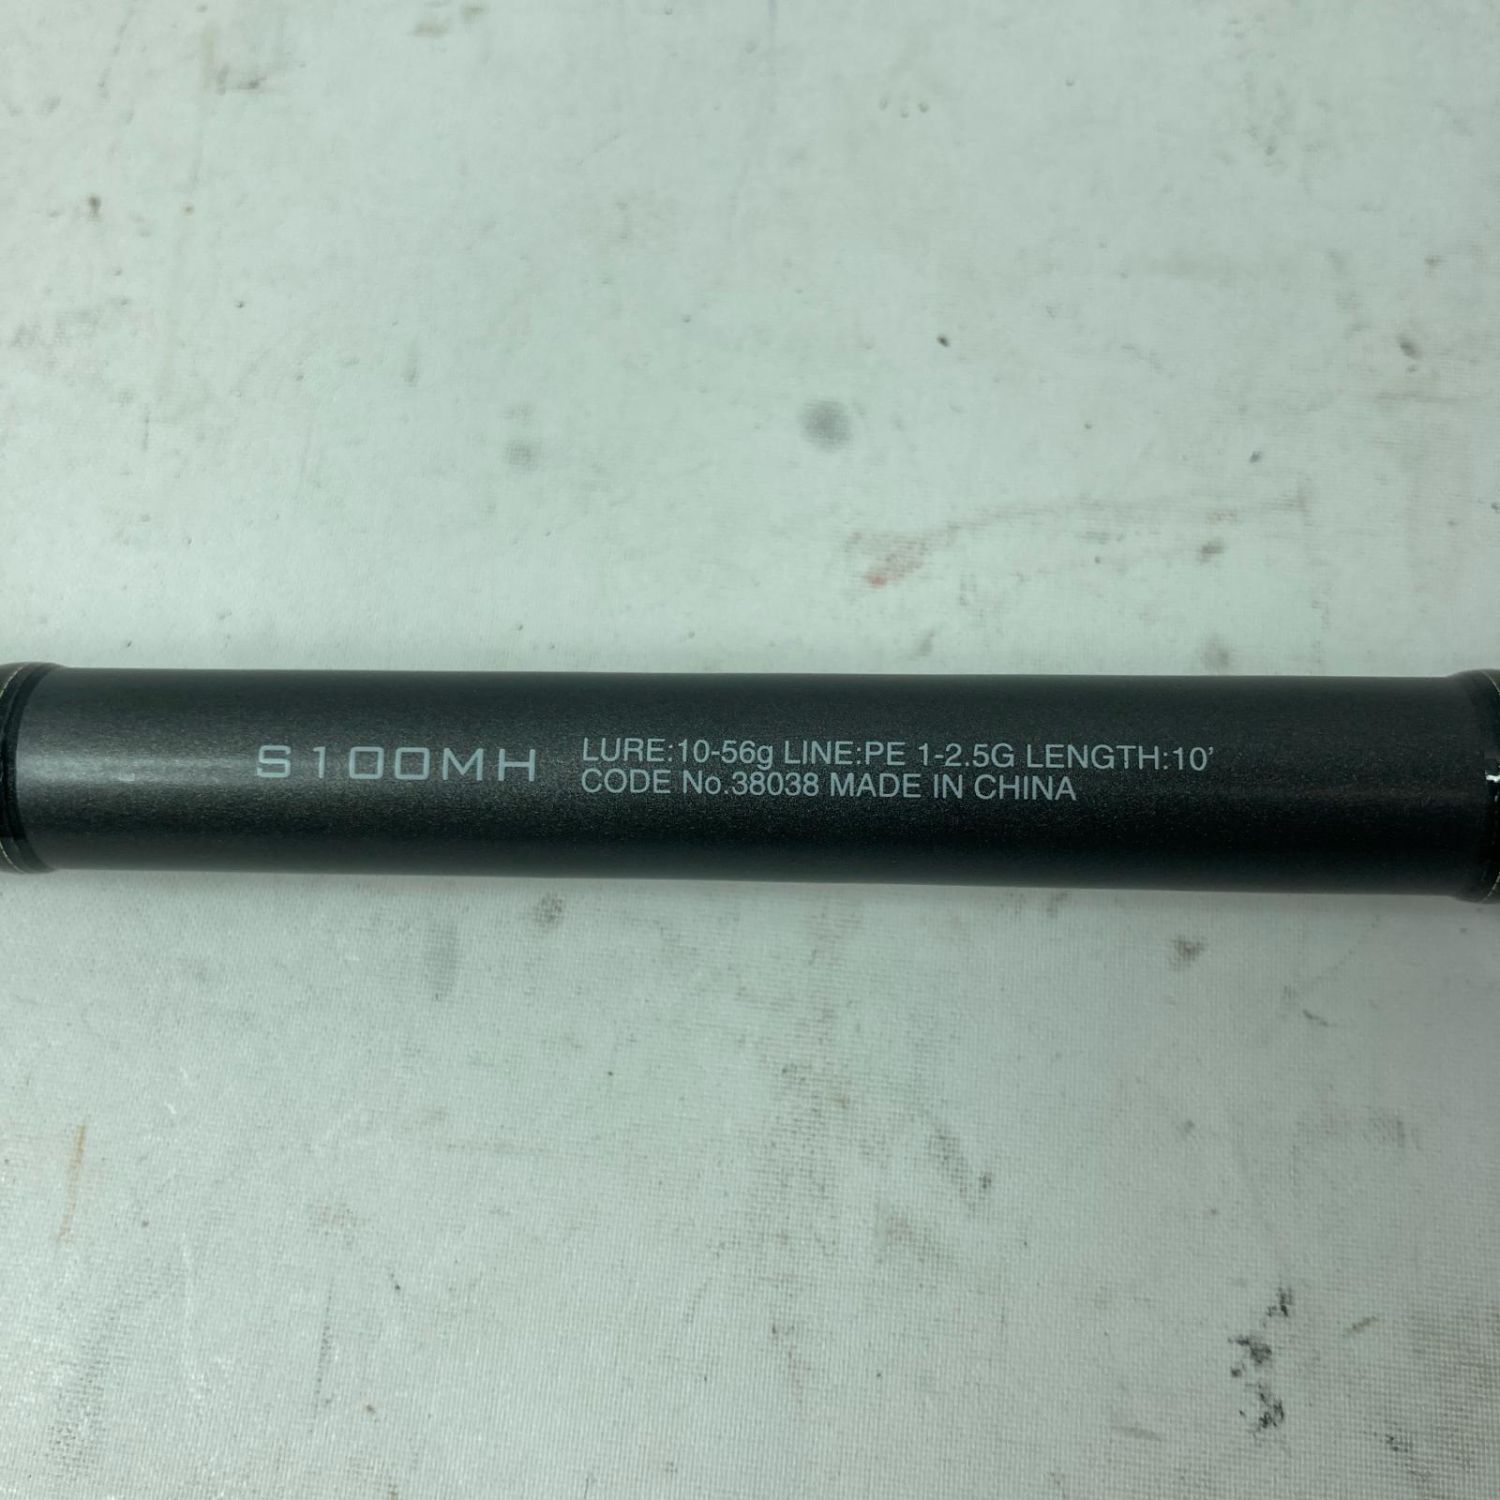 S100MH
LURE:10-56g LINE:PE 1-2.5G LENGTH:10'
CODE No.38038 MADE IN CHINA